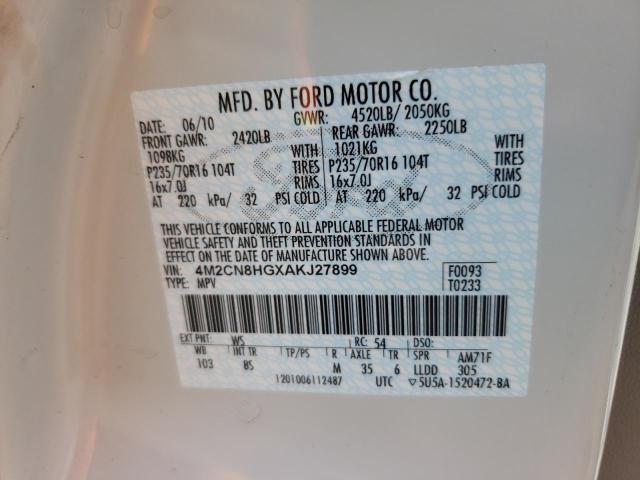 MFD. BY FORD MOTOR CO.
DATE: 06/10 GVWR: 4520LB/ 2050KG
FRONT GAWR: 2420LB REAR GAWR: 2250LB
1098KG WITH 1021KG WITH
P235/70R16 104T TIRES P235/70R16 104T TIRES
16x7.0J RIMS 16x7.0J RIMS
AT 220 kPa/ 32 PSI COLD AT 220 kPa/ 32 PSI COLD
THIS VEHICLE CONFORMS TO ALL APPLICABLE FEDERAL MOTOR
VEHICLE SAFETY AND THEFT PREVENTION STANDARDS IN
EFFECT ON THE DATE OF MANUFACTURE SHOWN ABOVE.
VIN: 4M2CN8HGXAKJ27899 F0093
TYPE: MPV T0233
EXT PNT: WS RC: 54 DSO:
WB INT TR TP/PS R AXLE TR SPR AM71F
103 8S M 35 6 LLDD 305
1201006112487 UTC ▽5U5A-1520472-BA